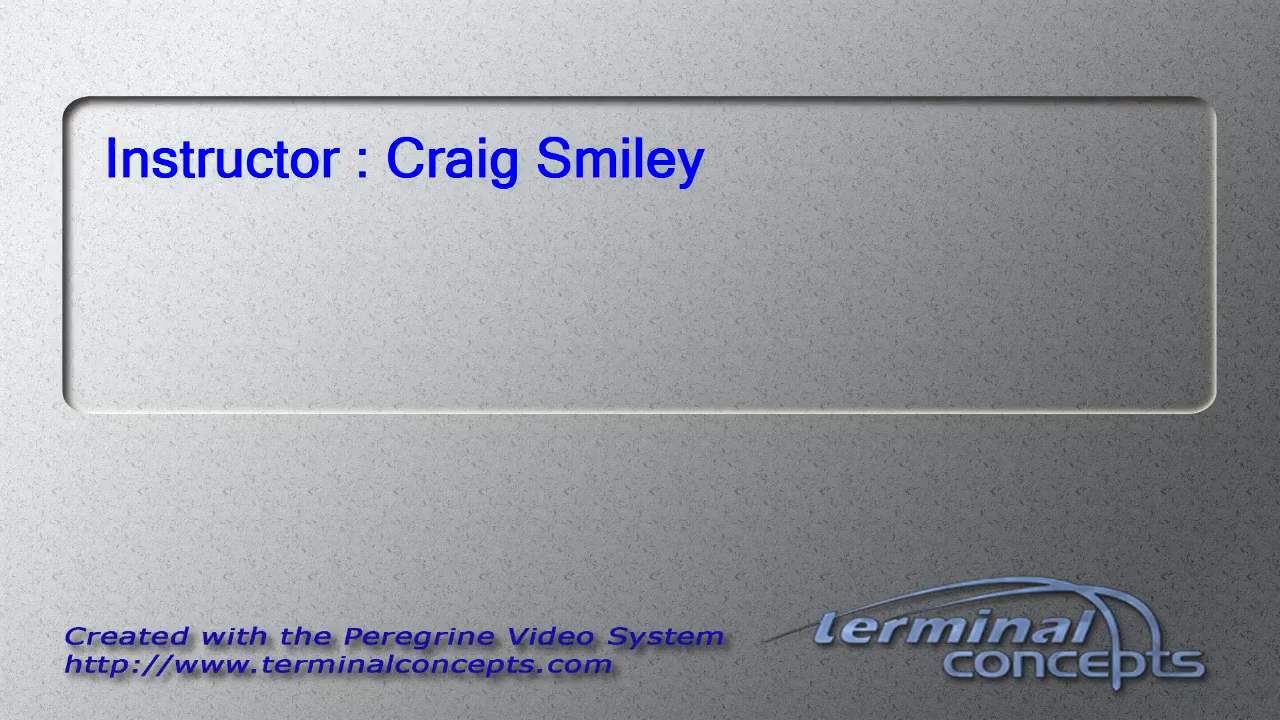 Instructor : Craig Smiley
Created with the Peregrine Video System
http://www.terminalconcepts.com
terminal
concepts